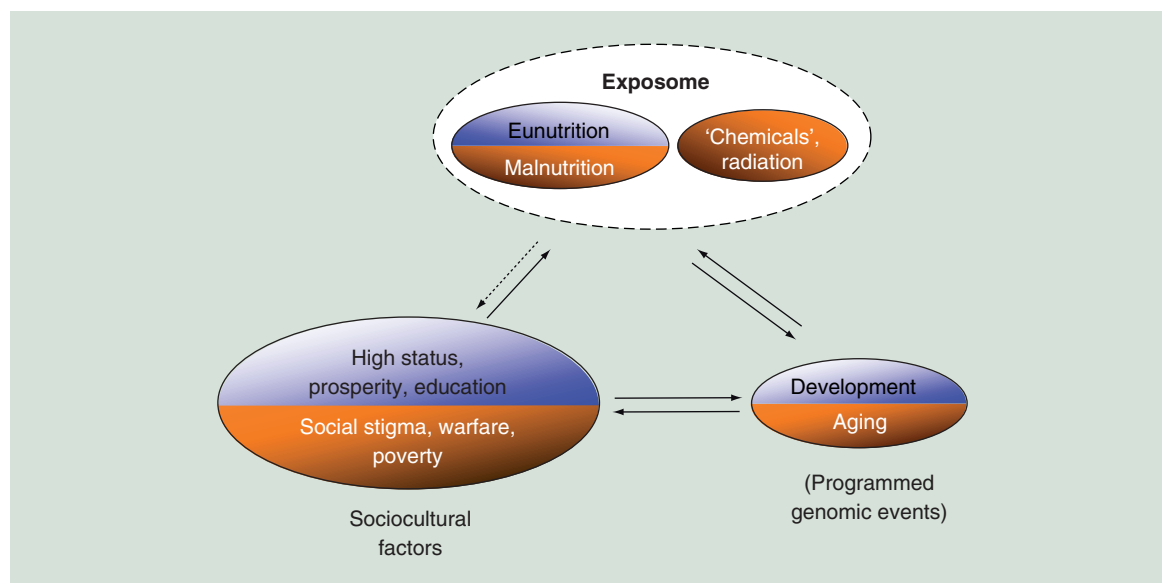 Exposome
Eunutrition
Malnutrition
'Chemicals',
radiation
High status,
prosperity, education
Social stigma, warfare,
poverty
Sociocultural
factors
Development
Aging
(Programmed
genomic events)